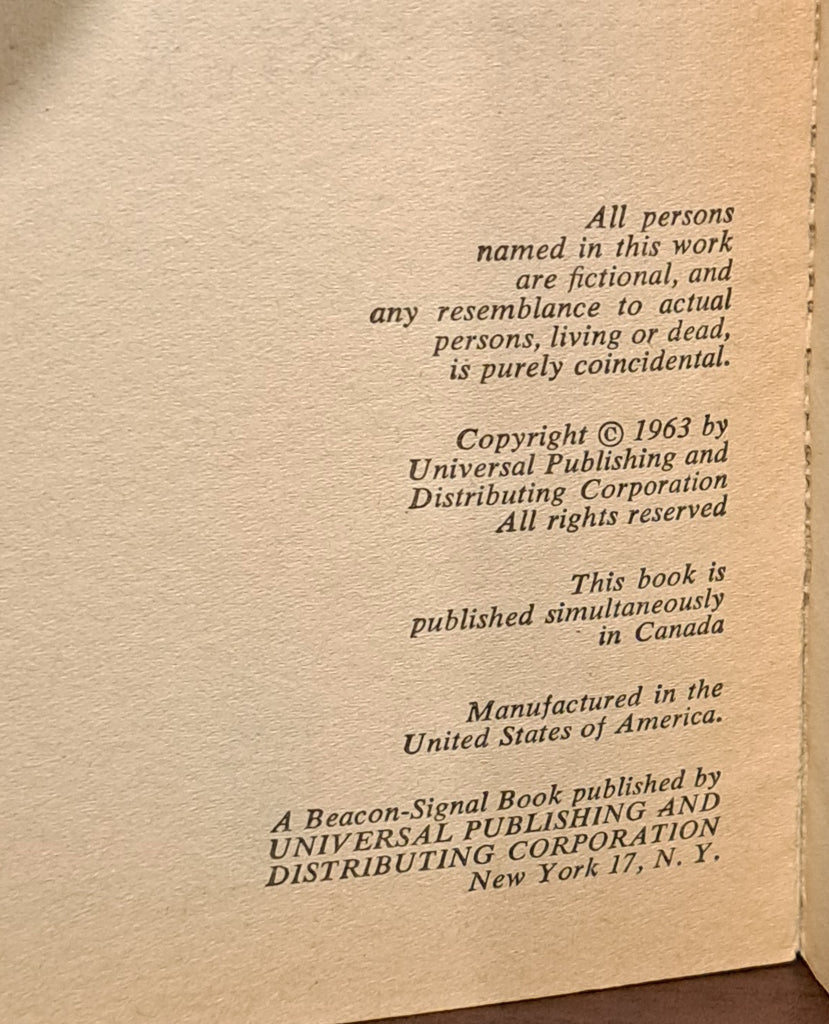 All persons
named in this work
are fictional, and
any resemblance to actual
persons, living or dead,
is purely coincidental.
Copyright © 1963 by
Universal Publishing and
Distributing Corporation
All rights reserved
This book is
published simultaneously
in Canada
Manufactured in the
United States of America.
A Beacon-Signal Book published by
UNIVERSAL PUBLISHING AND
DISTRIBUTING CORPORATION
New York 17, N. Y.